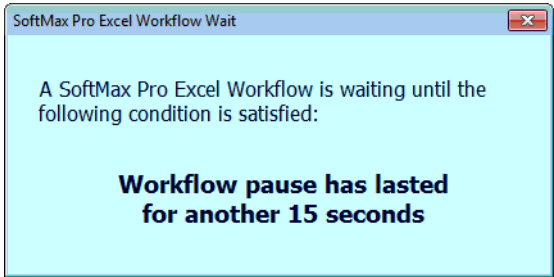 SoftMax Pro Excel Workflow Wait
A SoftMax Pro Excel Workflow is waiting until the
following condition is satisfied:
Workflow pause has lasted
for another 15 seconds